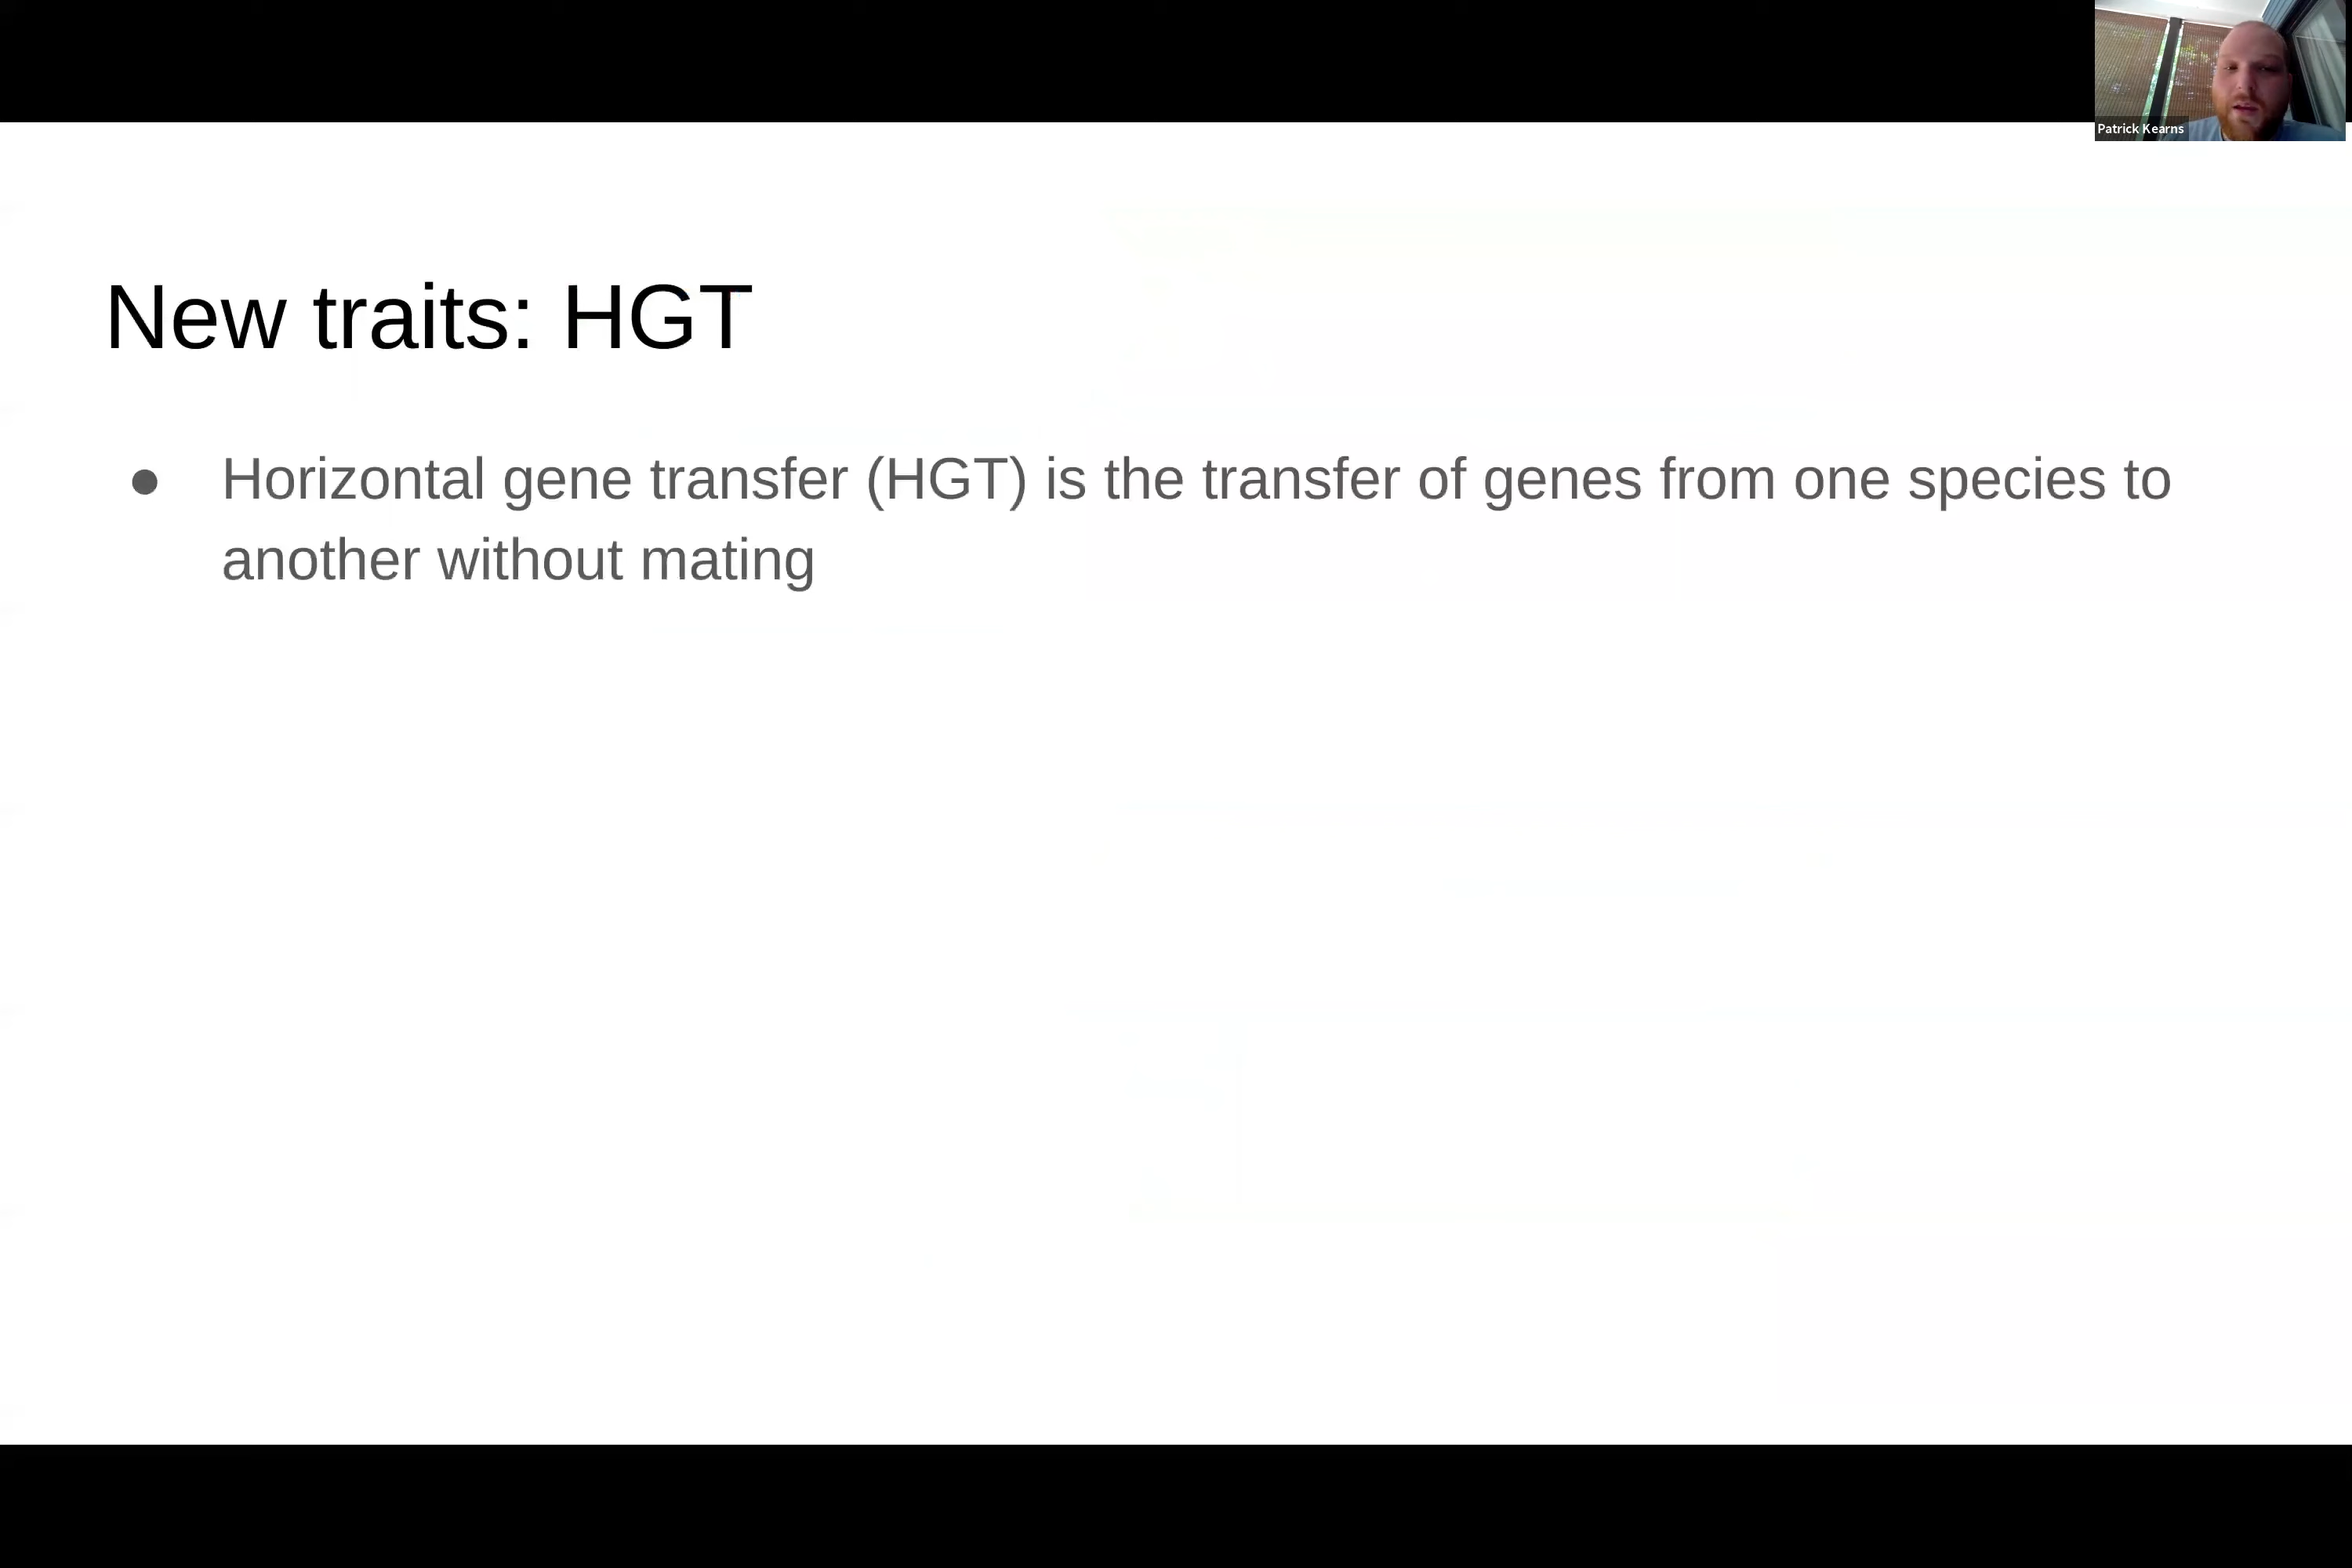 Patrick Kearns
New traits: HGT
● Horizontal gene transfer (HGT) is the transfer of genes from one species to
another without mating